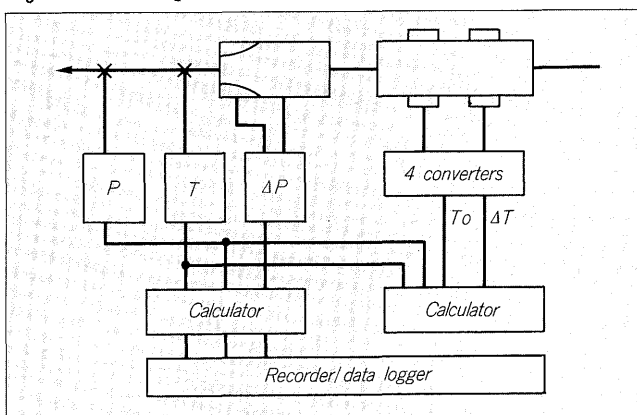 P
T
ΔP
4 converters
To
ΔT
Calculator
Calculator
Recorder/data logger